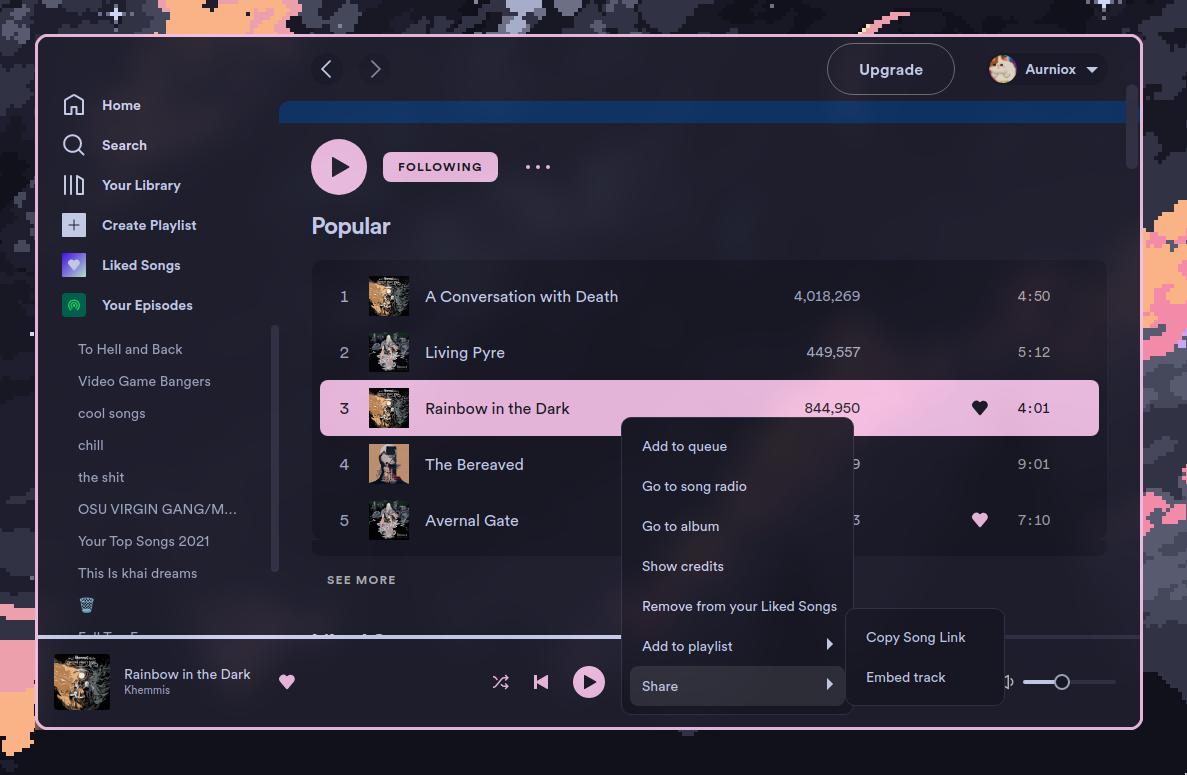 Upgrade
Aurniox
Home
Search
Your Library
Create Playlist
Liked Songs
Your Episodes
To Hell and Back
Video Game Bangers
cool songs
chill
the shit
OSU VIRGIN GANG/M...
Your Top Songs 2021
This Is khai dreams
FOLLOWING
Popular
1 A Conversation with Death 4,018,269 4:50
2 Living Pyre 449,557 5:12
3 Rainbow in the Dark 844,950 4:01
4 The Bereaved 9 9:01
5 Avernal Gate 3 7:10
SEE MORE
Add to queue
Go to song radio
Go to album
Show credits
Remove from your Liked Songs
Add to playlist
Share
Copy Song Link
Embed track
Rainbow in the Dark
Khemmis